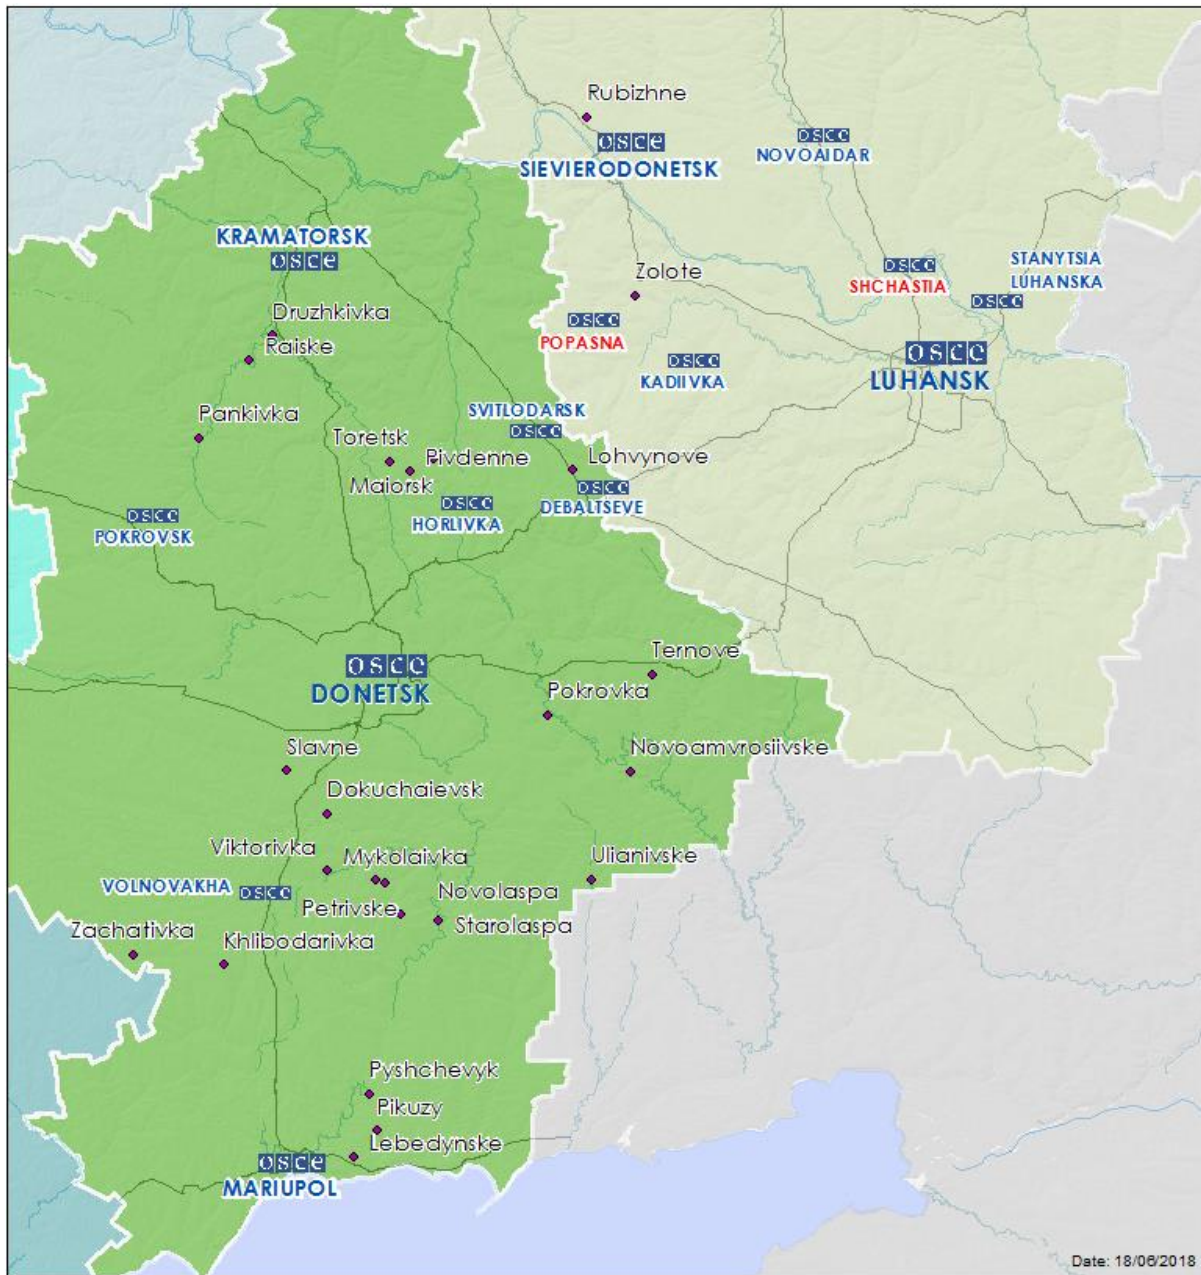 Rubizhne
osce
SIEVIERODONETSK
OSCE
NOVOAIDAR
KRAMATORSK
osce
Zolote
OSCE
SHCHASTIA
STANYTSIA
LUHANSKA
OSCE
Druzhkivka
Raiske
OSCE
POPASNA
OSCE
KADIIVKA
osce
LUHANSK
Pankivka
SVITLODARSK
OSCE
Toretsk
Pivdenne
Maiorsk
Lohvynove
OSCE
HORLIVKA
OSCE
DEBALTSEVE
OSCE
POKROVSK
osce
DONETSK
Ternove
Pokrovka
Slavne
Novoamvrosiivske
Dokuchaievsk
Viktorivka
Mykolaivka
Ulianivske
VOLNOVAKHA
OSCE
Novolaspa
Petrivske
Starolaspa
Zachativka
Khlibodarivka
Pyshchevyk
Pikuzy
Lebedynske
osce
MARIUPOL
Date: 18/06/2018